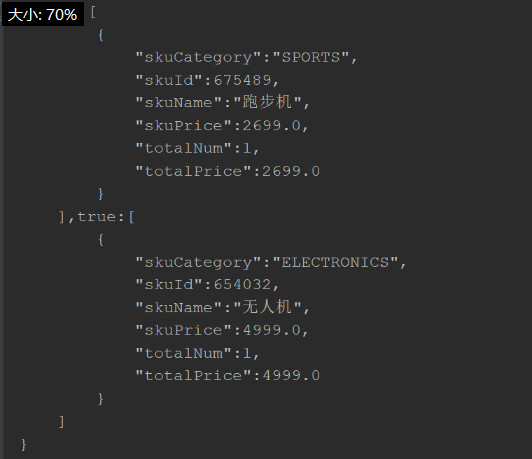 大小: 70%
[
{
"skuCategory":"SPORTS",
"skuId":675489,
"skuName":"跑步机",
"skuPrice":2699.0,
"totalNum":1,
"totalPrice":2699.0
}
],true:[
{
"skuCategory":"ELECTRONICS",
"skuId":654032,
"skuName":"无人机",
"skuPrice":4999.0,
"totalNum":1,
"totalPrice":4999.0
}
]
}